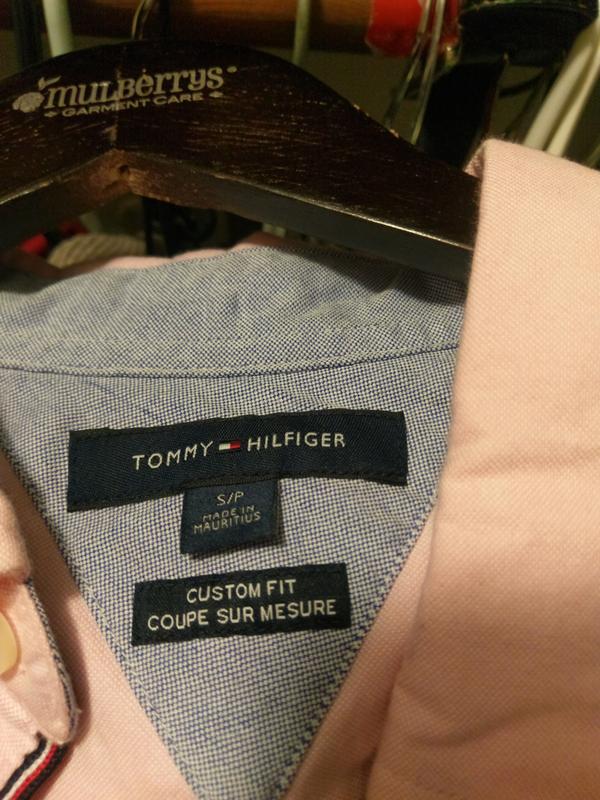 mulberrys
GARMENT CARE
TOMMY HILFIGER
S/P
MADE IN
MAURITIUS
CUSTOM FIT
COUPE SUR MESURE